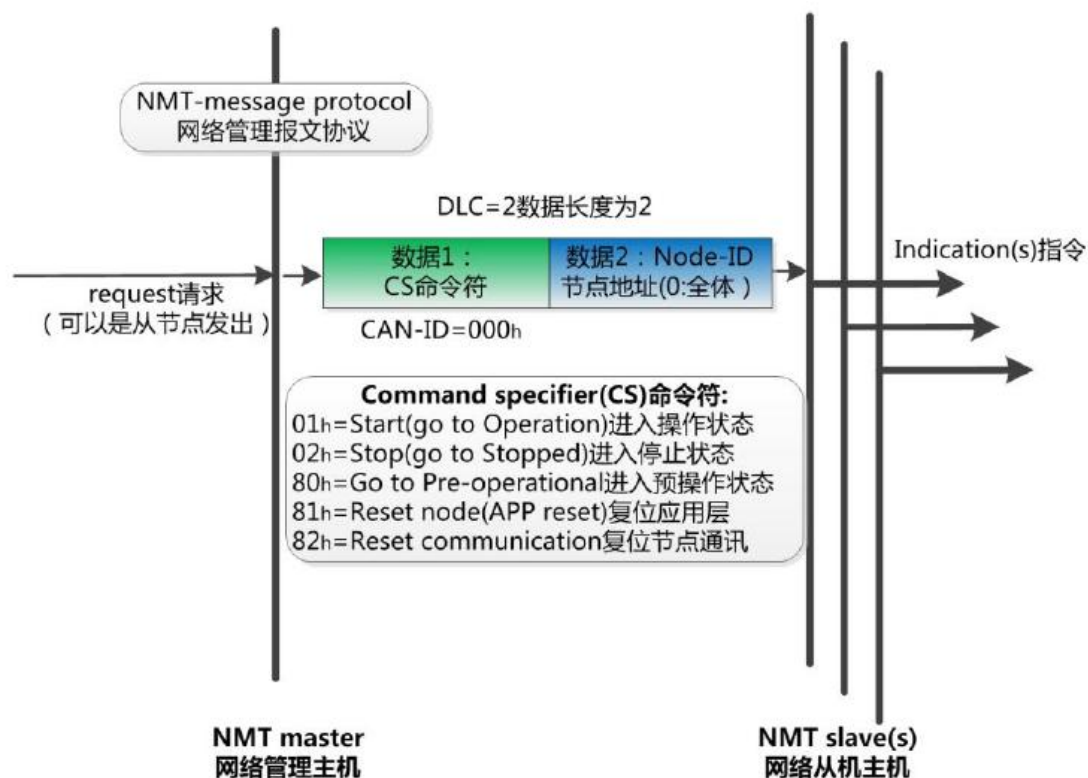 NMT-message protocol
网络管理报文协议
DLC=2数据长度为2
数据1：
CS命令符
数据2：Node-ID
节点地址(0:全体）
Indication(s)指令
request请求
（可以是从节点发出）
CAN-ID=000h
Command specifier(CS)命令符:
01h=Start(go to Operation)进入操作状态
02h=Stop(go to Stopped)进入停止状态
80h=Go to Pre-operational进入预操作状态
81h=Reset node(APP reset)复位应用层
82h=Reset communication复位节点通讯
NMT master
网络管理主机
NMT slave(s)
网络从机主机